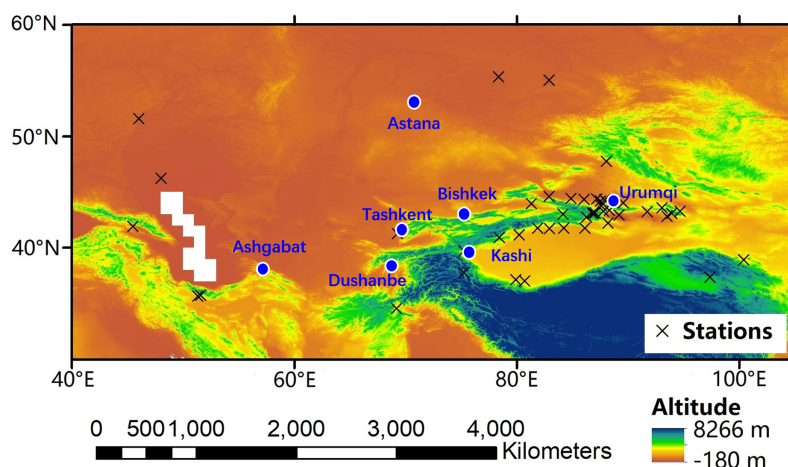 60°N
Astana
50°N
Bishkek
Urumqi
Tashkent
40°N
Ashgabat
Kashi
Dushanbe
Stations
40°E
60°E
80°E
100°E
Altitude
0
500
1,000
2,000
3,000
4,000
Kilometers
8266 m
-180 m